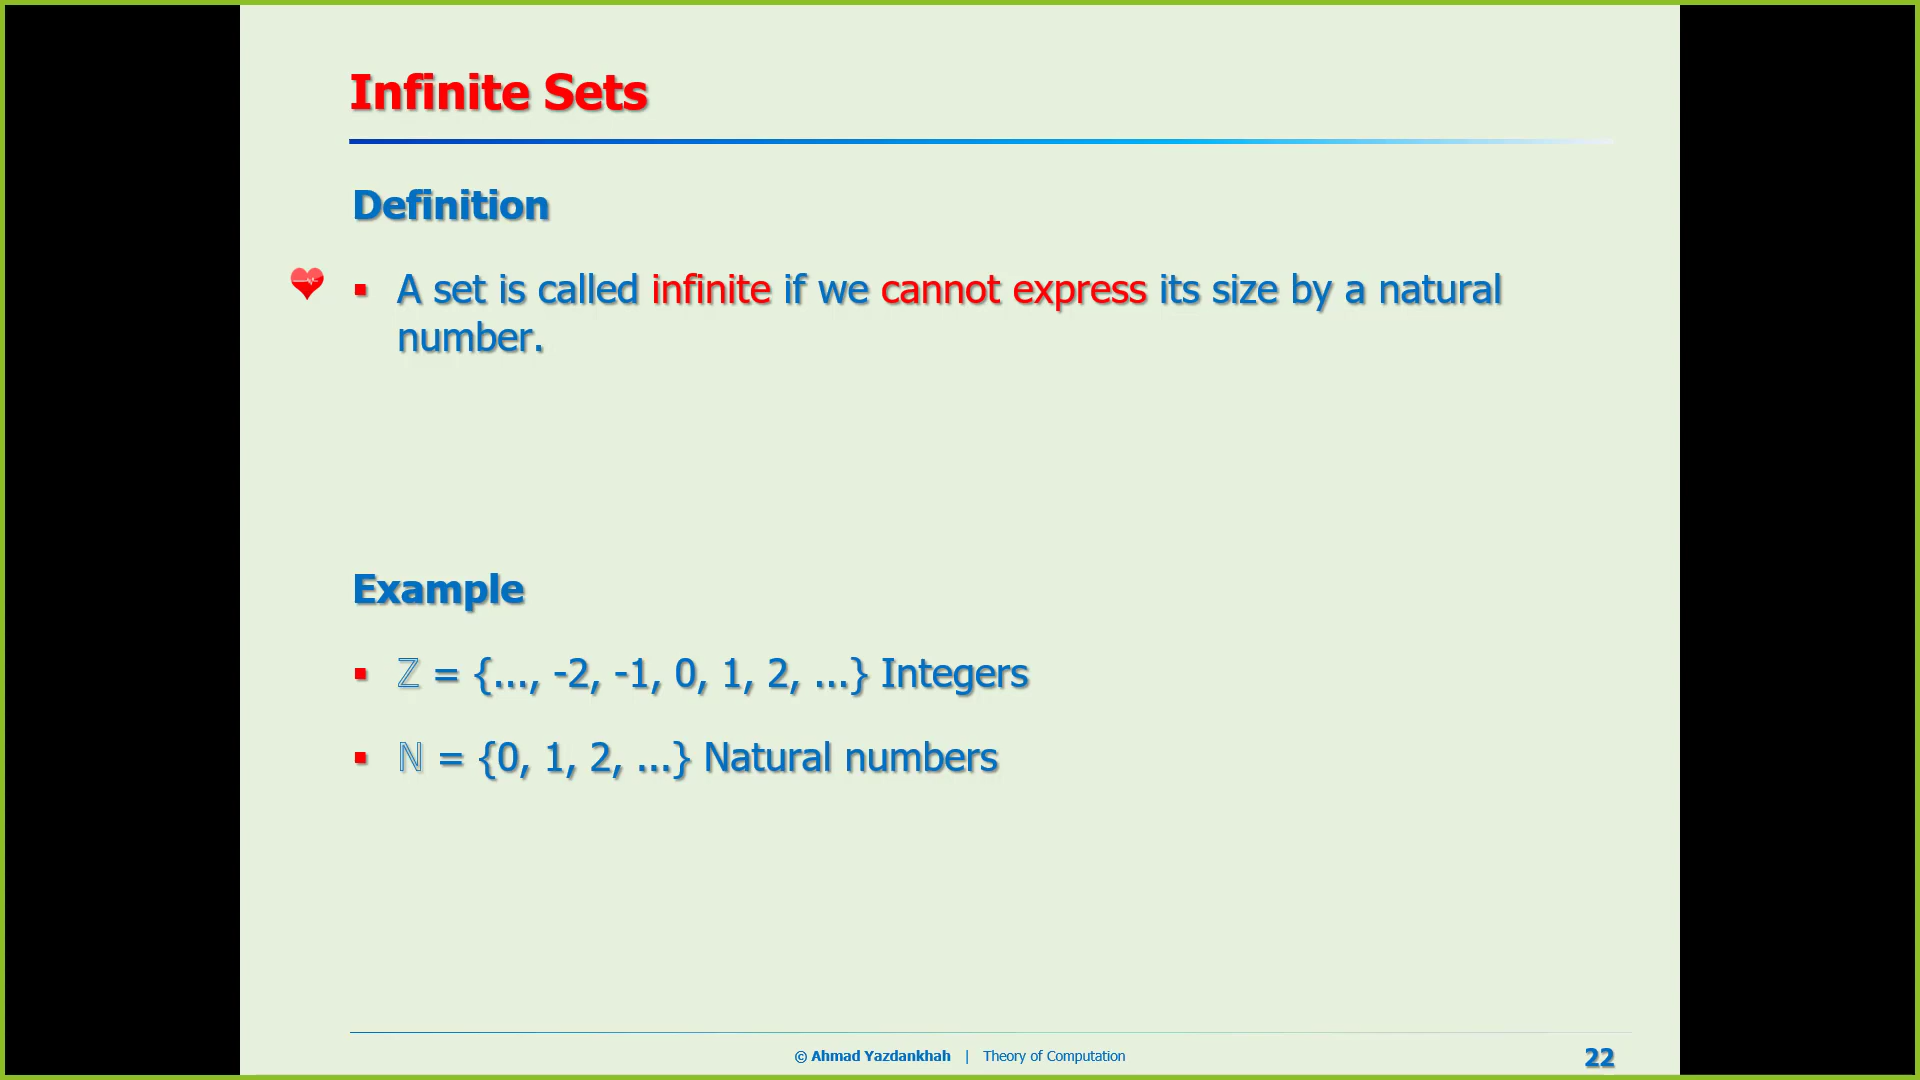 Infinite Sets
Definition
▪ A set is called infinite if we cannot express its size by a natural
number.
Example
▪ ℤ = {..., -2, -1, 0, 1, 2, ...} Integers
▪ ℕ = {0, 1, 2, ...} Natural numbers
© Ahmad Yazdankhah | Theory of Computation
22